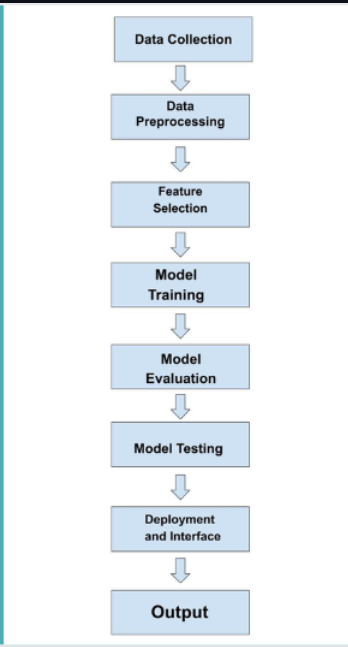 Data Collection
Data
Preprocessing
Feature
Selection
Model
Training
Model
Evaluation
Model Testing
Deployment
and Interface
Output